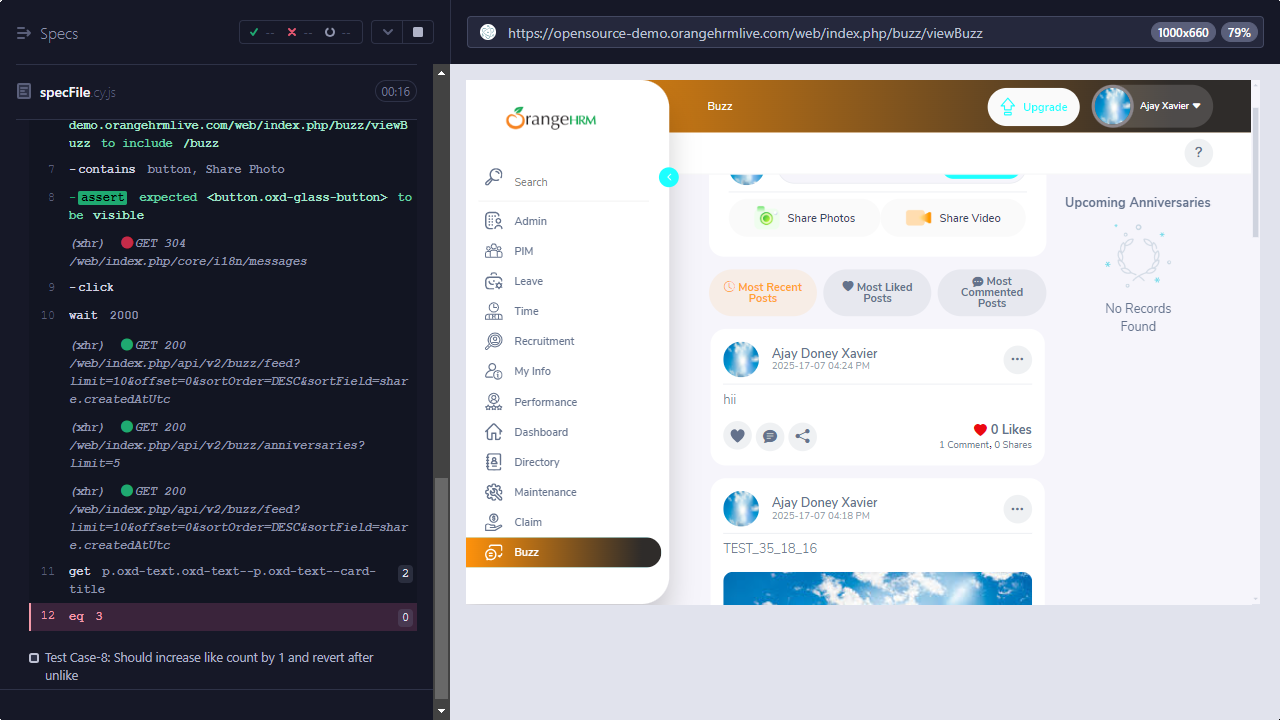 Specs
-- -- --
specFile.cy.js
00:16
demo.orangehrmlive.com/web/index.php/buzz/viewB
uzz to include /buzz
7 -contains button, Share Photo
8 -assert expected <button.oxd-glass-button> to
be visible
(xhr) GET 304
/web/index.php/core/i18n/messages
9 -click
10 wait 2000
(xhr) GET 200
/web/index.php/api/v2/buzz/feed?
limit=10&offset=0&sortOrder=DESC&sortField=shar
e.createdAtUtc
(xhr) GET 200
/web/index.php/api/v2/buzz/anniversaries?
limit=5
(xhr) GET 200
/web/index.php/api/v2/buzz/feed?
limit=10&offset=0&sortOrder=DESC&sortField=shar
e.createdAtUtc
11 get p.oxd-text.oxd-text--p.oxd-text--card-
title 2
12 eq 3 0
Test Case-8: Should increase like count by 1 and revert after
unlike
https://opensource-demo.orangehrmlive.com/web/index.php/buzz/viewBuzz
1000x660
79%
OrangeHRM
Search
Admin
PIM
Leave
Time
Recruitment
My Info
Performance
Dashboard
Directory
Maintenance
Claim
Buzz
Buzz
Upgrade
Ajay Xavier
?
Share Photos
Share Video
Most Recent
Posts
Most Liked
Posts
Most
Commented
Posts
Ajay Doney Xavier
2025-17-07 04:24 PM
hii
0 Likes
1 Comment, 0 Shares
Ajay Doney Xavier
2025-17-07 04:18 PM
TEST_35_18_16
Upcoming Anniversaries
No Records
Found